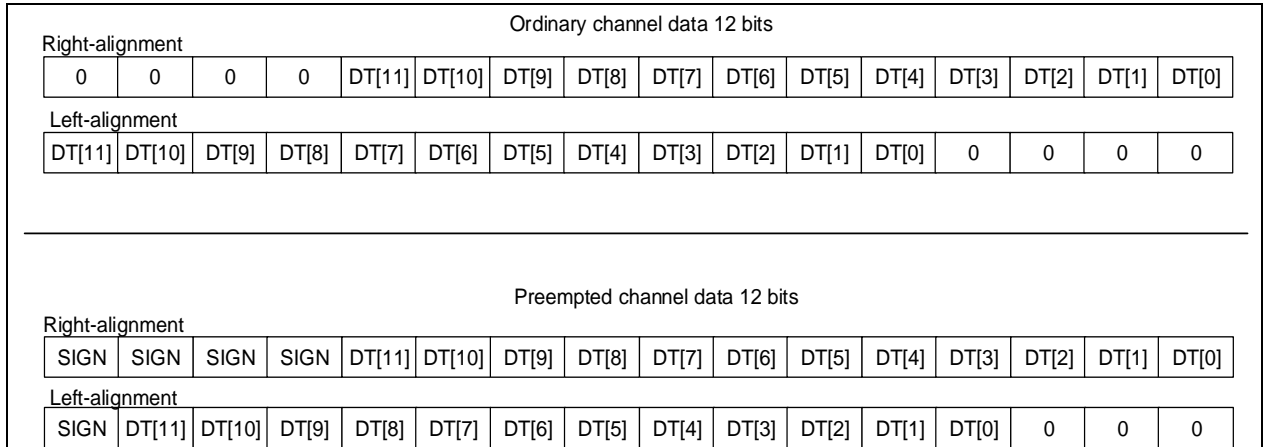 Ordinary channel data 12 bits
Right-alignment
0 0 0 0 DT[11] DT[10] DT[9] DT[8] DT[7] DT[6] DT[5] DT[4] DT[3] DT[2] DT[1] DT[0]
Left-alignment
DT[11] DT[10] DT[9] DT[8] DT[7] DT[6] DT[5] DT[4] DT[3] DT[2] DT[1] DT[0] 0 0 0 0
Preempted channel data 12 bits
Right-alignment
SIGN SIGN SIGN SIGN DT[11] DT[10] DT[9] DT[8] DT[7] DT[6] DT[5] DT[4] DT[3] DT[2] DT[1] DT[0]
Left-alignment
SIGN DT[11] DT[10] DT[9] DT[8] DT[7] DT[6] DT[5] DT[4] DT[3] DT[2] DT[1] DT[0] 0 0 0